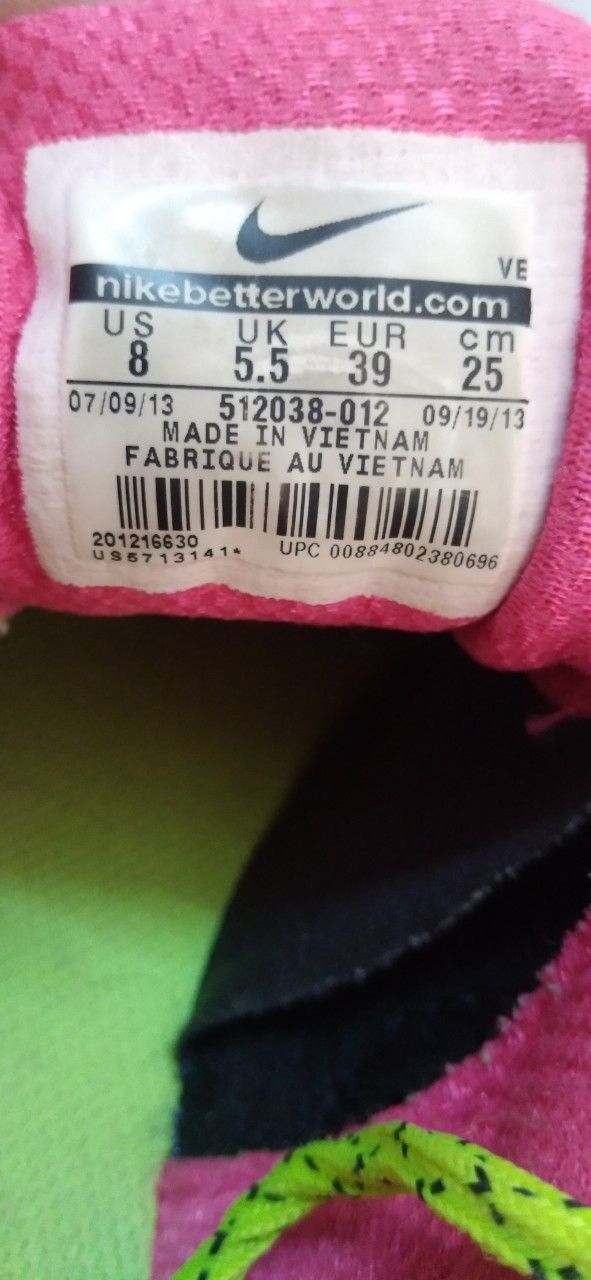 VE
nikebetterworld.com
US UK EUR cm
8 5.5 39 25
07/09/13 512038-012 09/19/13
MADE IN VIETNAM
FABRIQUE AU VIETNAM
201216630
US5713141* UPC 00884802380696